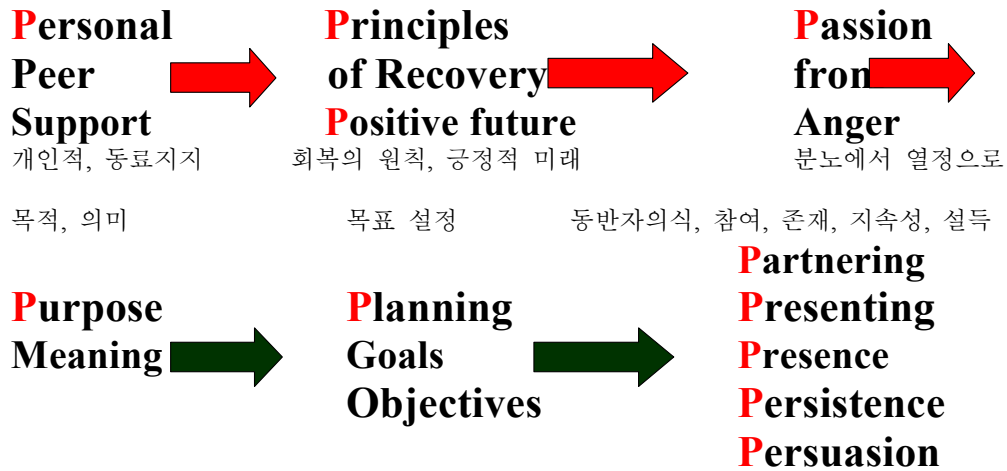 Personal
Peer
Support
개인적, 동료지지
Principles
of Recovery
Positive future
회복의 원칙, 긍정적 미래
Passion
from
Anger
분노에서 열정으로
목적, 의미
Purpose
Meaning
목표 설정
Planning
Goals
Objectives
동반자의식, 참여, 존재, 지속성, 설득
Partnering
Presenting
Presence
Persistence
Persuasion